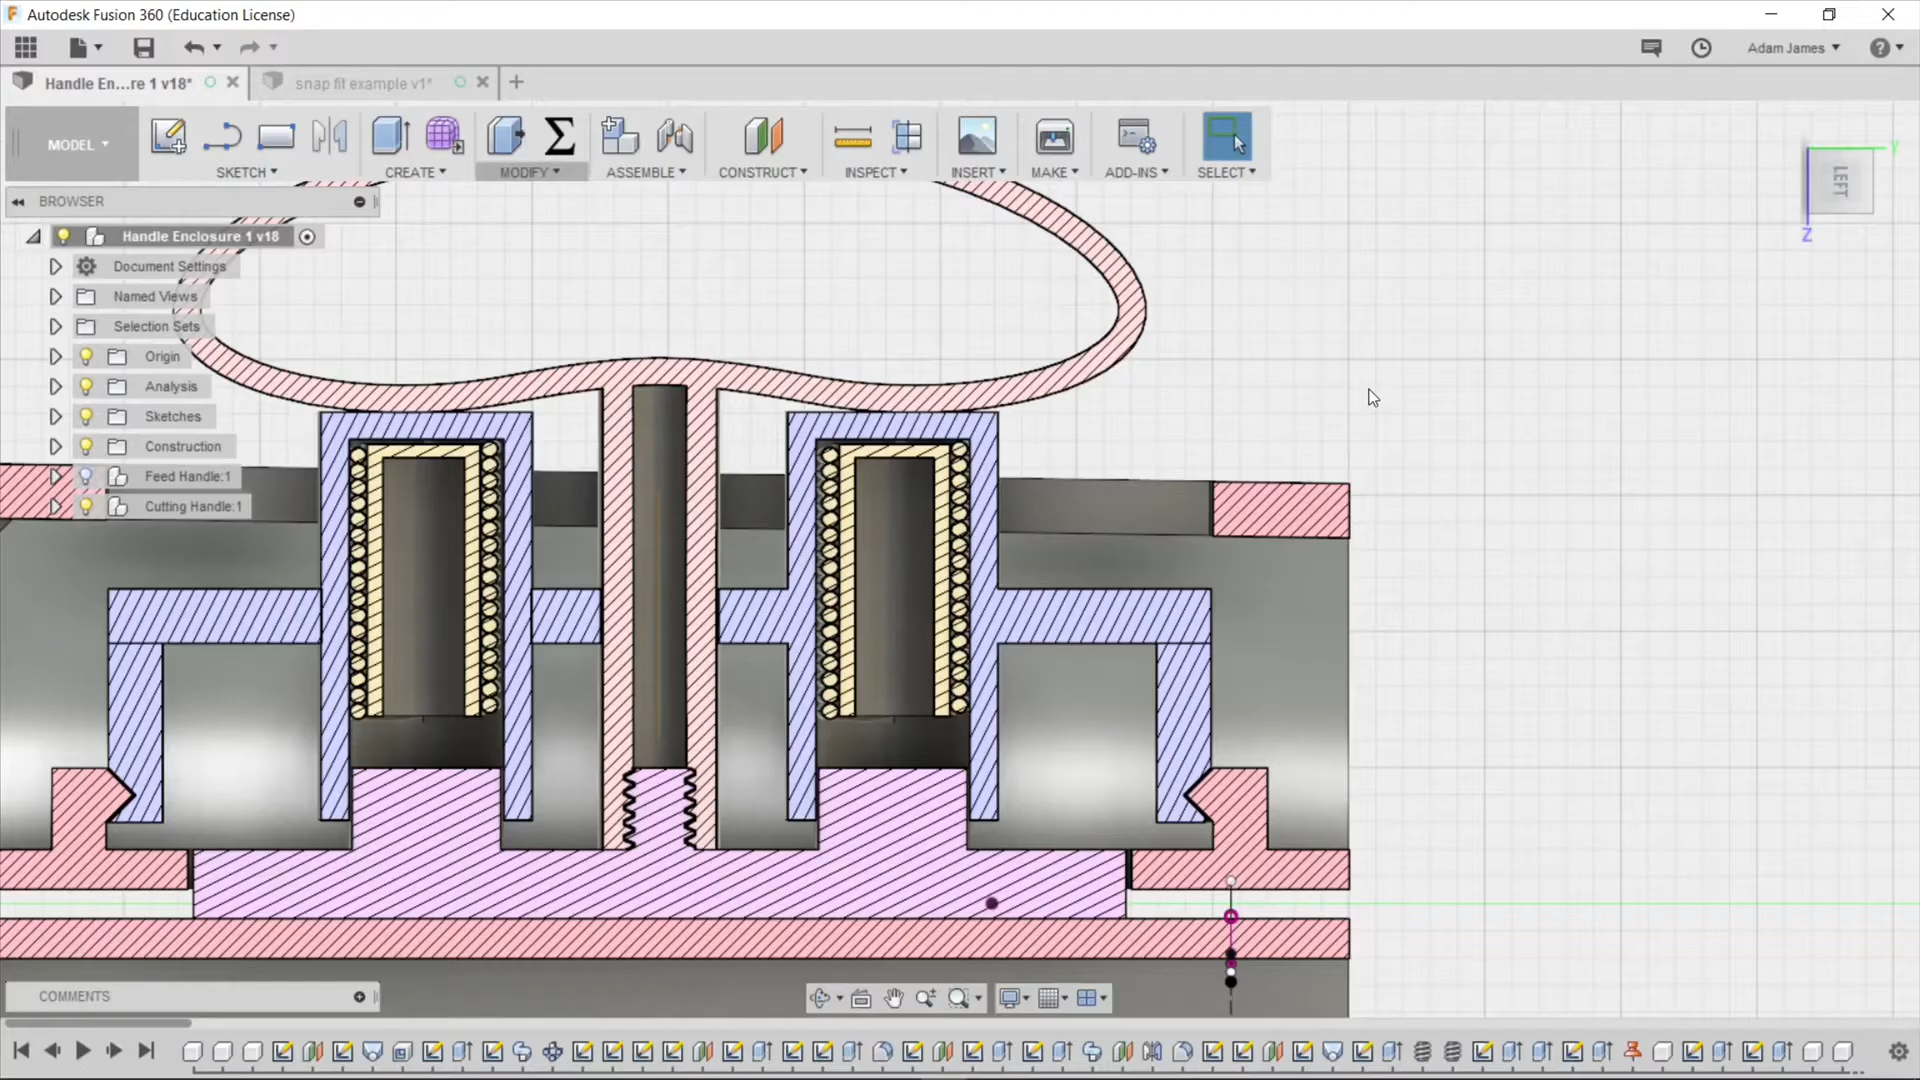 Autodesk Fusion 360 (Education License)
Adam James
Handle En...re 1 v18*
snap fit example v1*
MODEL
SKETCH
CREATE
MODIFY
ASSEMBLE
CONSTRUCT
INSPECT
INSERT
MAKE
ADD-INS
SELECT
BROWSER
Handle Enclosure 1 v18
Document Settings
Named Views
Selection Sets
Origin
Analysis
Sketches
Construction
Feed Handle:1
Cutting Handle:1
LEFT
Y
Z
COMMENTS